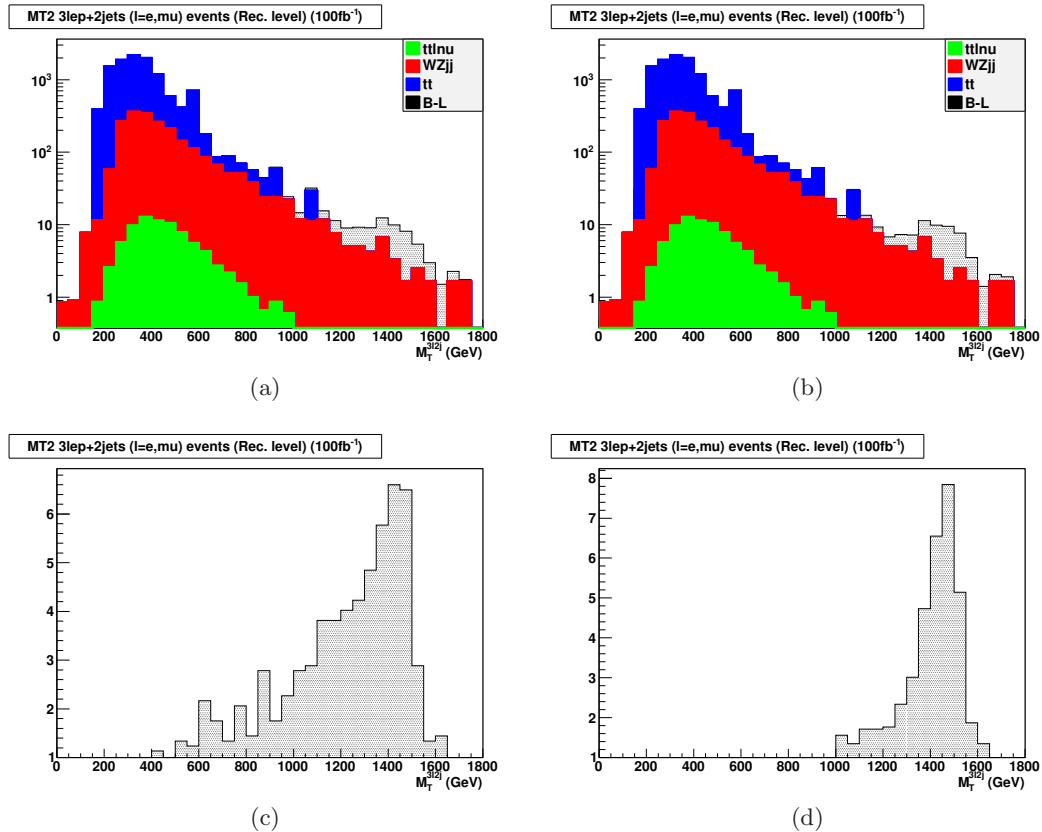 MT2 3lep+2jets (l=e,mu) events (Rec. level) (100fb⁻¹)
ttlnu
WZjj
tt
B-L
10³
10²
10
1
0 200 400 600 800 1000 1200 1400 1600 1800
M_T^3l2j (GeV)
(a)
MT2 3lep+2jets (l=e,mu) events (Rec. level) (100fb⁻¹)
ttlnu
WZjj
tt
B-L
10³
10²
10
1
0 200 400 600 800 1000 1200 1400 1600 1800
M_T^3l2j (GeV)
(b)
MT2 3lep+2jets (l=e,mu) events (Rec. level) (100fb⁻¹)
6
5
4
3
2
1
0 200 400 600 800 1000 1200 1400 1600 1800
M_T^3l2j (GeV)
(c)
MT2 3lep+2jets (l=e,mu) events (Rec. level) (100fb⁻¹)
8
7
6
5
4
3
2
1
0 200 400 600 800 1000 1200 1400 1600 1800
M_T^3l2j (GeV)
(d)